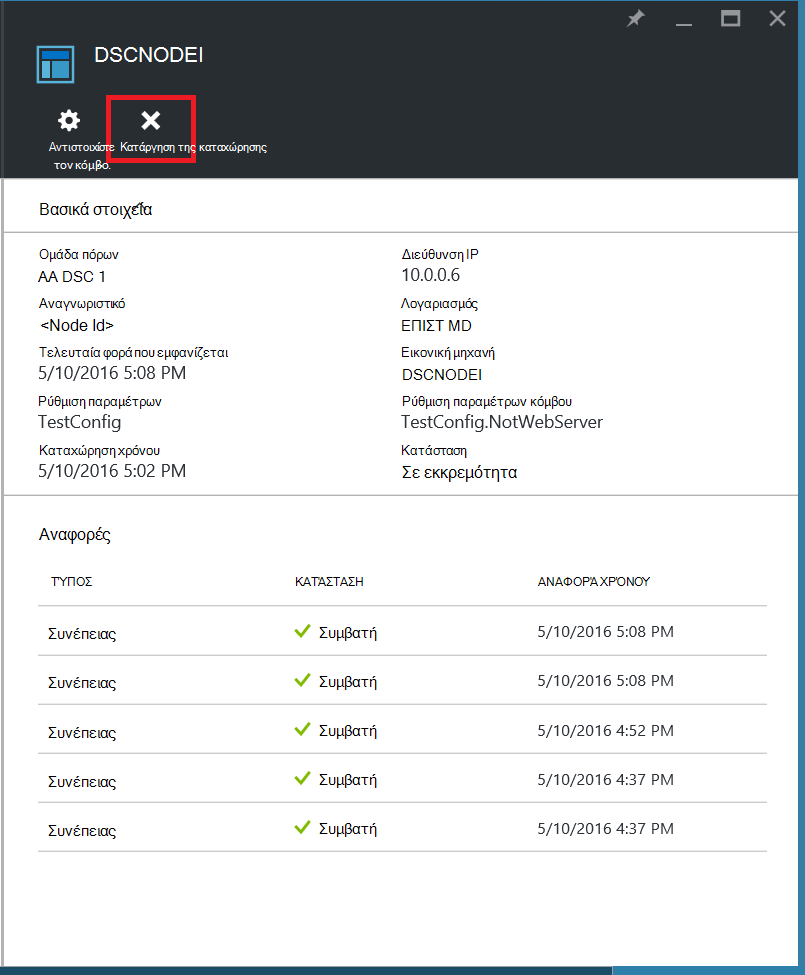 DSCNODEI
Αντιστοιχίστε
τον κόμβο.
Κατάργηση της καταχώρησης
Βασικά στοιχεία
Ομάδα πόρων
AA DSC 1
Διεύθυνση IP
10.0.0.6
Αναγνωριστικό
<Node Id>
Λογαριασμός
ΕΠΙΣΤ MD
Τελευταία φορά που εμφανίζεται
5/10/2016 5:08 PM
Εικονική μηχανή
DSCNODEI
Ρύθμιση παραμέτρων
TestConfig
Ρύθμιση παραμέτρων κόμβου
TestConfig.NotWebServer
Καταχώρηση χρόνου
5/10/2016 5:02 PM
Κατάσταση
Σε εκκρεμότητα
Αναφορές
ΤΎΠΟΣ ΚΑΤΆΣΤΑΣΗ ΑΝΑΦΟΡΆ ΧΡΌΝΟΥ
Συνέπειας Συμβατή 5/10/2016 5:08 PM
Συνέπειας Συμβατή 5/10/2016 5:08 PM
Συνέπειας Συμβατή 5/10/2016 4:52 PM
Συνέπειας Συμβατή 5/10/2016 4:37 PM
Συνέπειας Συμβατή 5/10/2016 4:37 PM